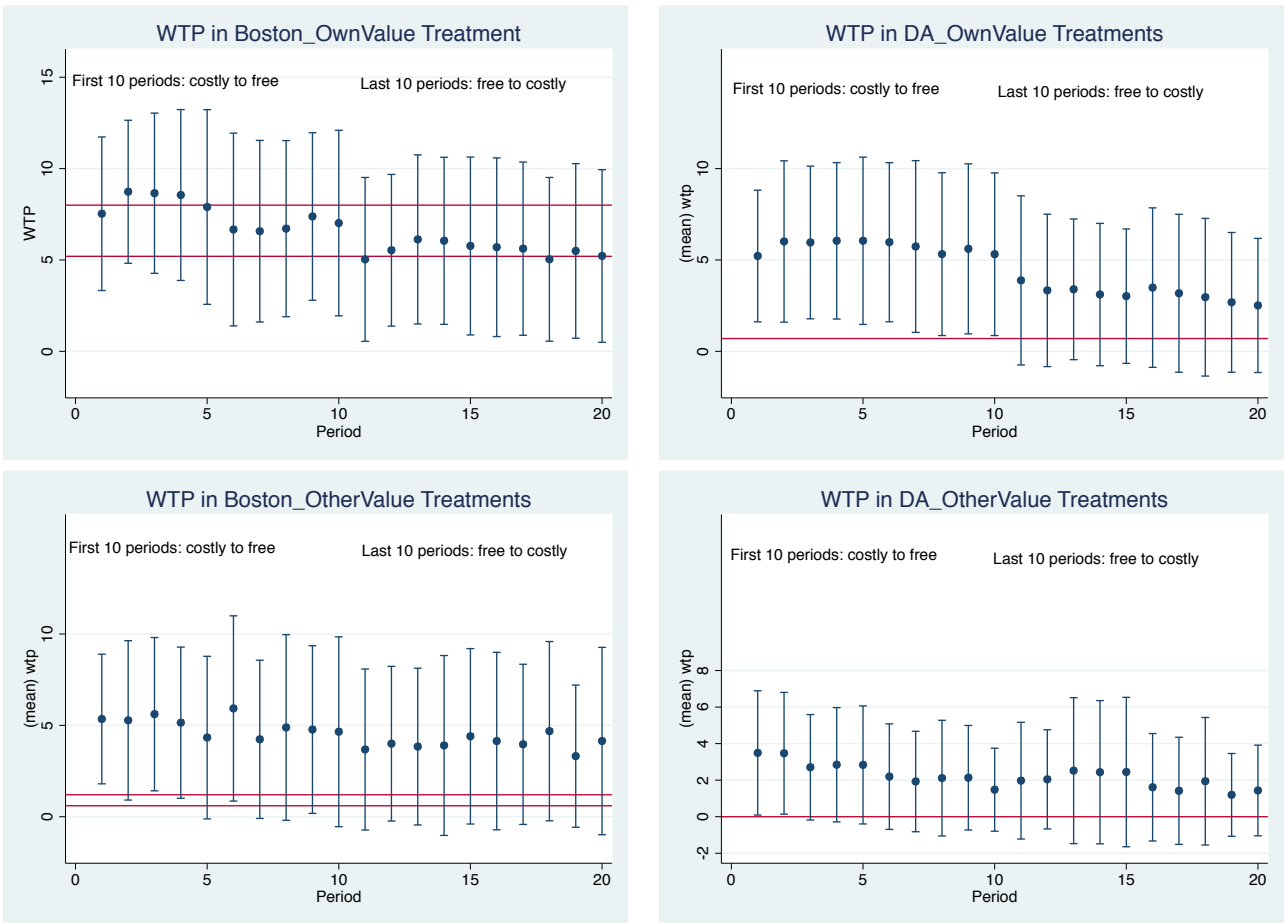 WTP in Boston_OwnValue Treatment
First 10 periods: costly to free
Last 10 periods: free to costly
WTP
15
10
5
0
0 5 10 15 20
Period
WTP in DA_OwnValue Treatments
First 10 periods: costly to free
Last 10 periods: free to costly
(mean) wtp
10
5
0
0 5 10 15 20
Period
WTP in Boston_OtherValue Treatments
First 10 periods: costly to free
Last 10 periods: free to costly
(mean) wtp
10
5
0
0 5 10 15 20
Period
WTP in DA_OtherValue Treatments
First 10 periods: costly to free
Last 10 periods: free to costly
(mean) wtp
8
6
4
2
0
-2
0 5 10 15 20
Period